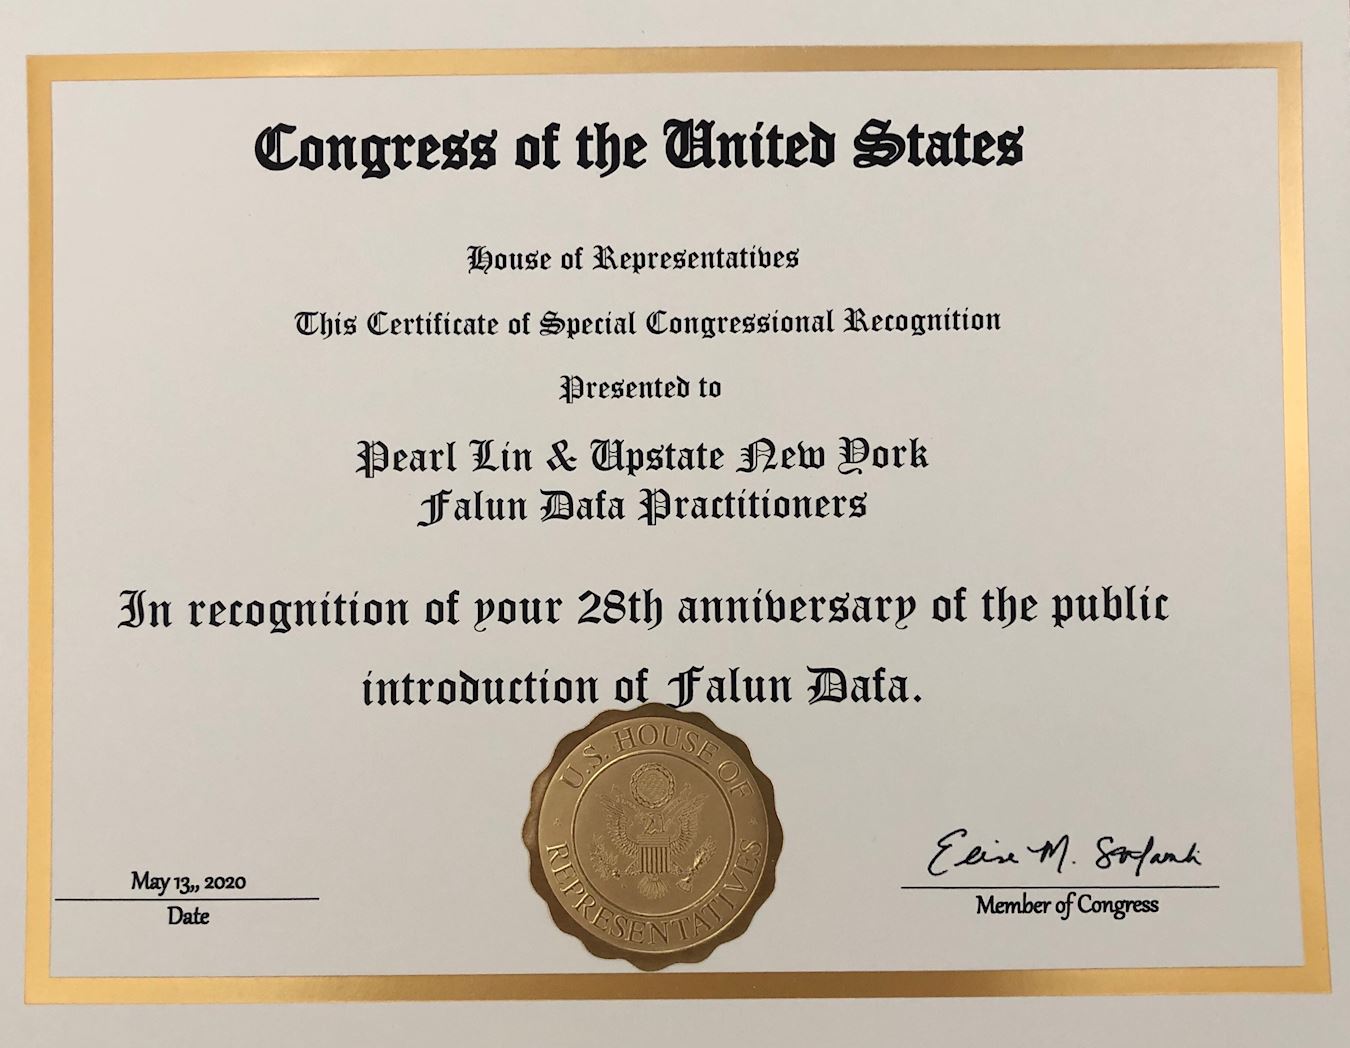 Congress of the United States
House of Representatives
This Certificate of Special Congressional Recognition
Presented to
Pearl Lin & Upstate New York
Falun Dafa Practitioners
In recognition of your 28th anniversary of the public
introduction of Falun Dafa.
U.S. HOUSE OF
REPRESENTATIVES
May 13,, 2020
Date
Elise M. Stefanik
Member of Congress